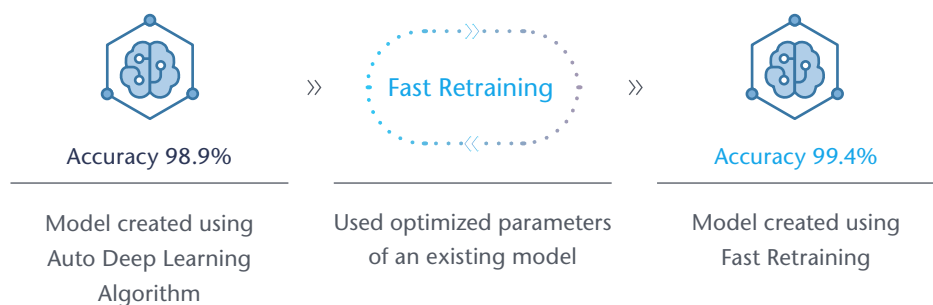 Fast Retraining
Accuracy 98.9%
Accuracy 99.4%
Model created using
Auto Deep Learning
Algorithm
Used optimized parameters
of an existing model
Model created using
Fast Retraining